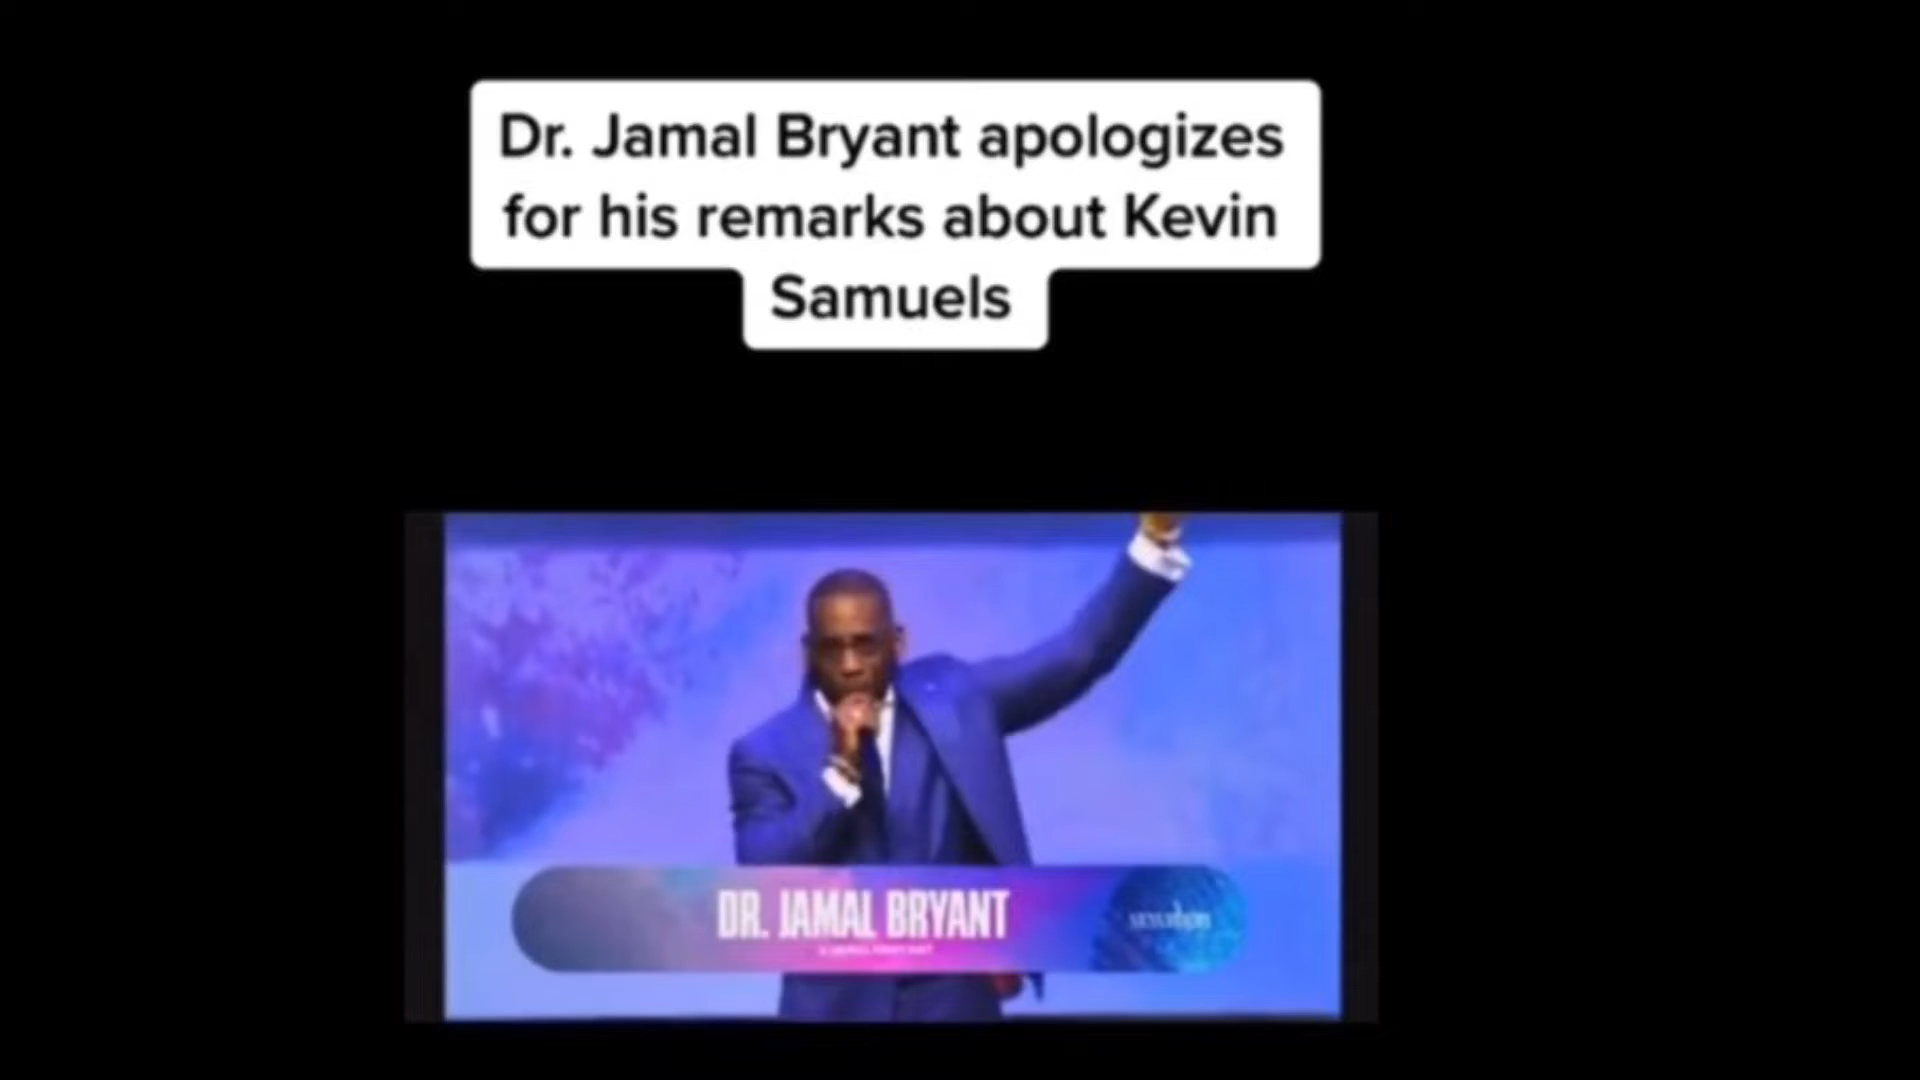 Dr. Jamal Bryant apologizes
for his remarks about Kevin
Samuels
DR. JAMAL BRYANT